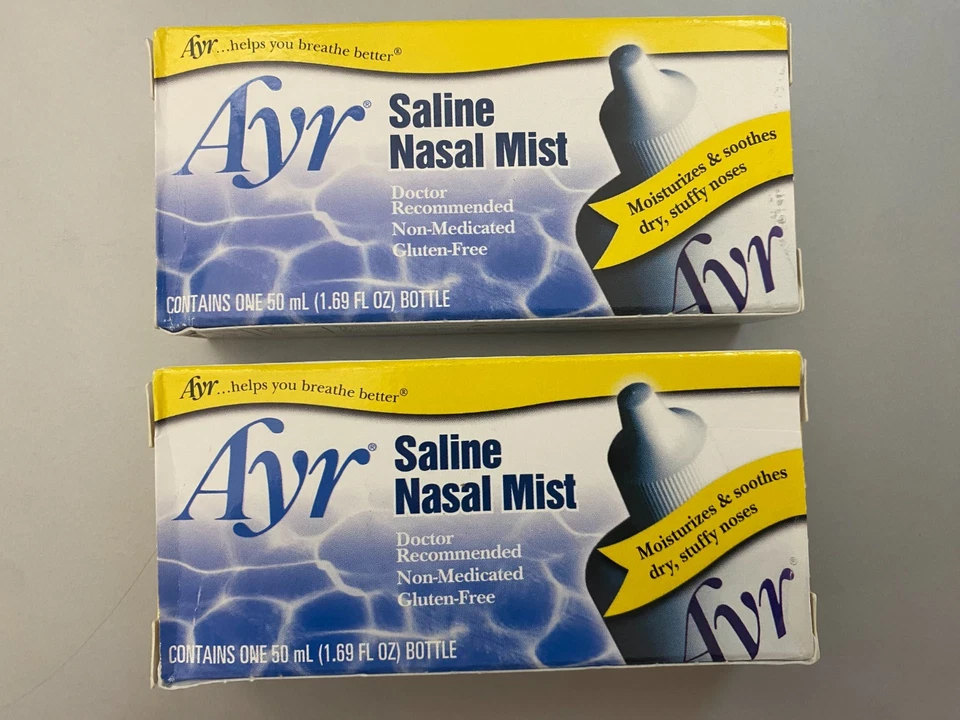 Ayr...helps you breathe better®
Ayr®
Saline
Nasal Mist
Doctor
Recommended
Non-Medicated
Gluten-Free
CONTAINS ONE 50 mL (1.69 FL OZ) BOTTLE
Moisturizes & soothes
dry, stuffy noses
Ayr
Ayr...helps you breathe better®
Ayr®
Saline
Nasal Mist
Doctor
Recommended
Non-Medicated
Gluten-Free
CONTAINS ONE 50 mL (1.69 FL OZ) BOTTLE
Moisturizes & soothes
dry, stuffy noses
Ayr®